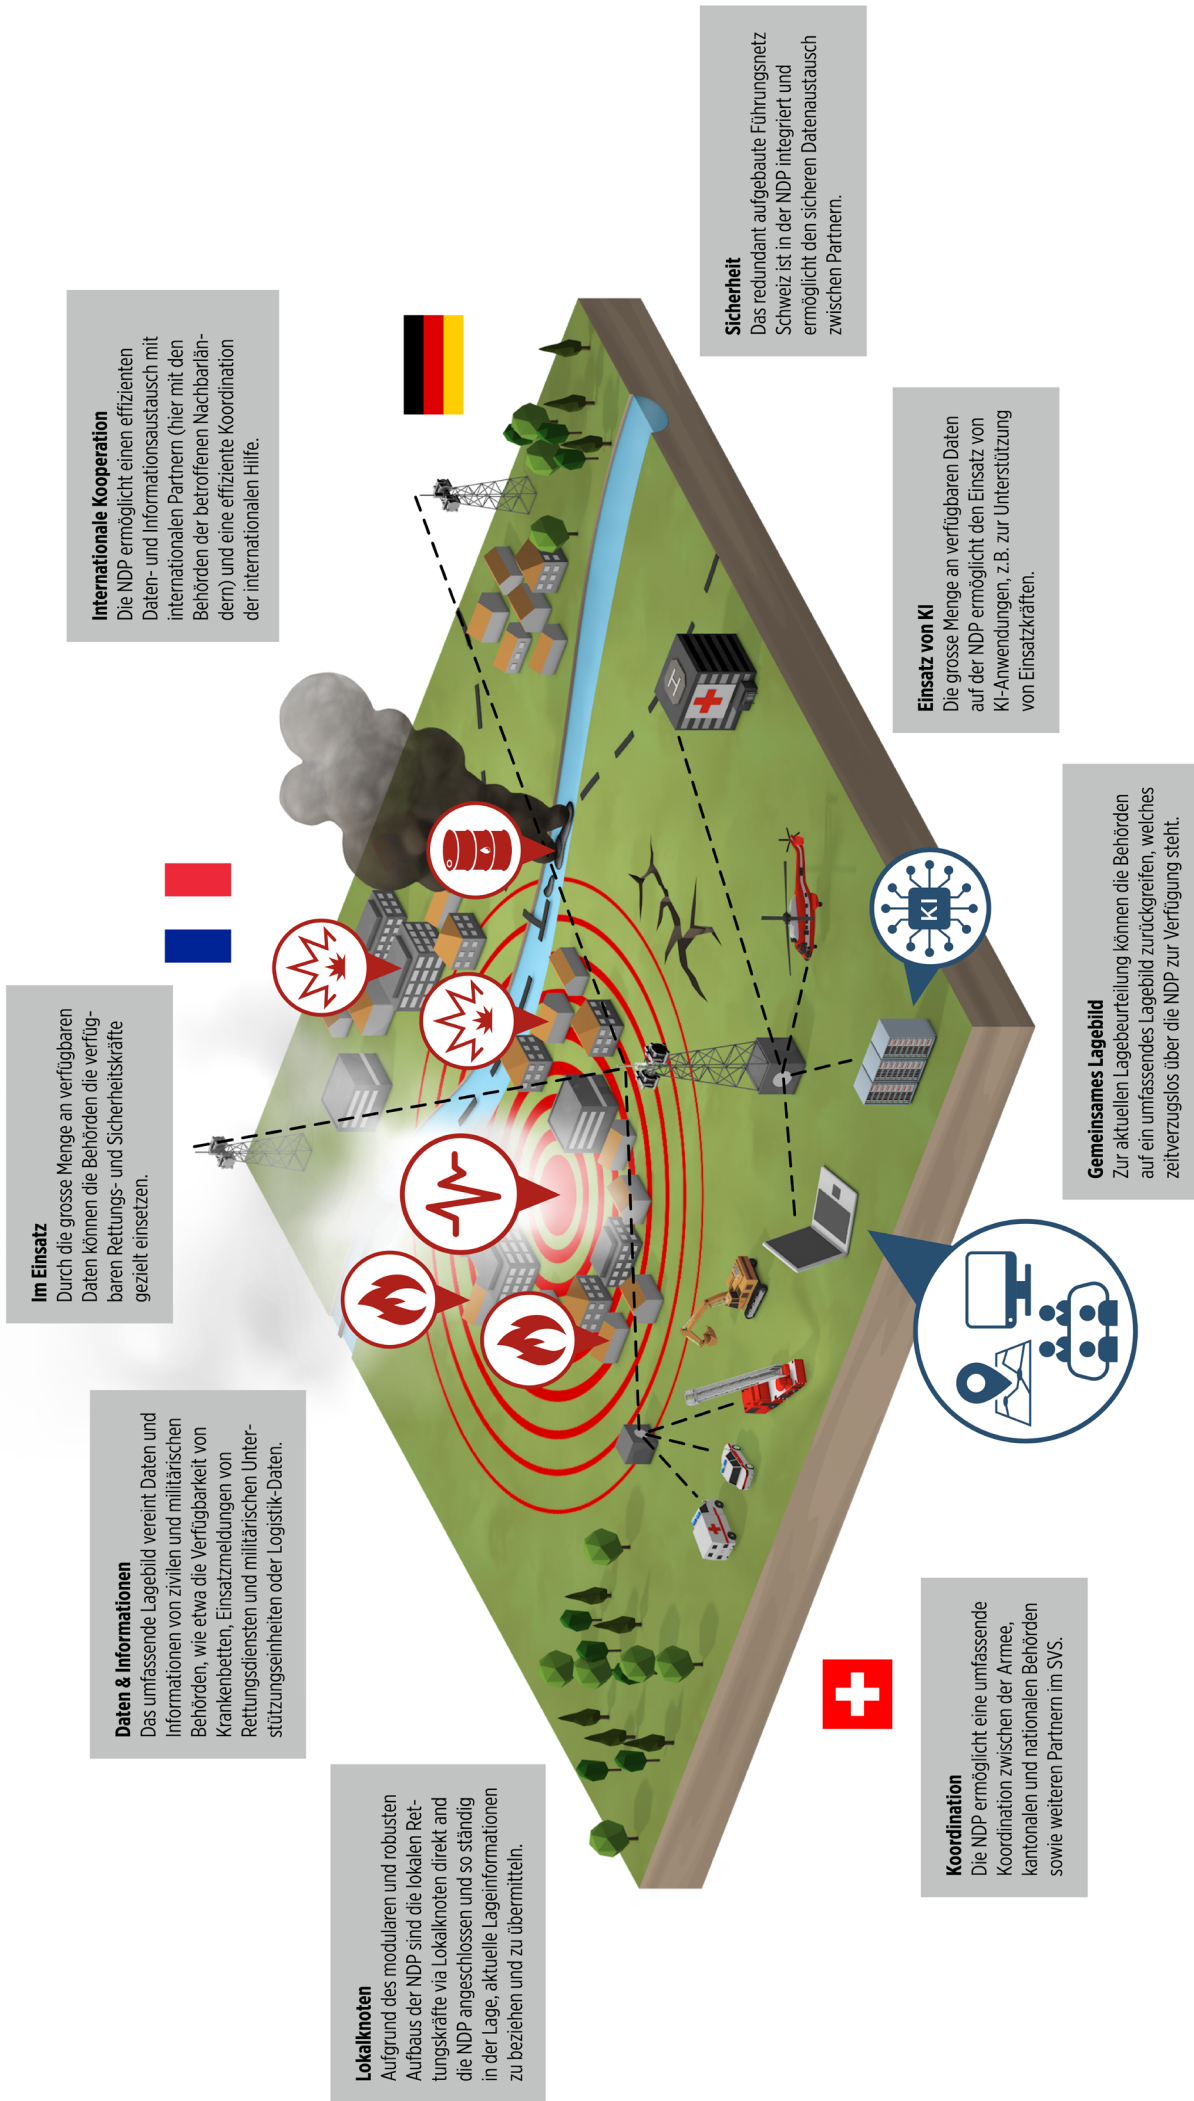 Lokalknoten
Aufgrund des modularen und robusten
Aufbaus der NDP sind die lokalen Ret-
tungskräfte via Lokalknoten direkt and
die NDP angeschlossen und so ständig
in der Lage, aktuelle Lageinformationen
zu beziehen und zu übermitteln.
Daten & Informationen
Das umfassende Lagebild vereint Daten und
Informationen von zivilen und militärischen
Behörden, wie etwa die Verfügbarkeit von
Krankenbetten, Einsatzmeldungen von
Rettungsdiensten und militärischen Unter-
stützungseinheiten oder Logistik-Daten.
Im Einsatz
Durch die grosse Menge an verfügbaren
Daten können die Behörden die verfüg-
baren Rettungs- und Sicherheitskräfte
gezielt einsetzen.
Internationale Kooperation
Die NDP ermöglicht einen effizienten
Daten- und Informationsaustausch mit
internationalen Partnern (hier mit den
Behörden der betroffenen Nachbarlän-
dern) und eine effiziente Koordination
der internationalen Hilfe.
Sicherheit
Das redundant aufgebaute Führungsnetz
Schweiz ist in der NDP integriert und
ermöglicht den sicheren Datenaustausch
zwischen Partnern.
H
Einsatz von KI
Die grosse Menge an verfügbaren Daten
auf der NDP ermöglicht den Einsatz von
KI-Anwendungen, z.B. zur Unterstützung
von Einsatzkräften.
KI
Gemeinsames Lagebild
Zur aktuellen Lagebeurteilung können die Behörden
auf ein umfassendes Lagebild zurückgreifen, welches
zeitverzugslos über die NDP zur Verfügung steht.
Koordination
Die NDP ermöglicht eine umfassende
Koordination zwischen der Armee,
kantonalen und nationalen Behörden
sowie weiteren Partnern im SVS.